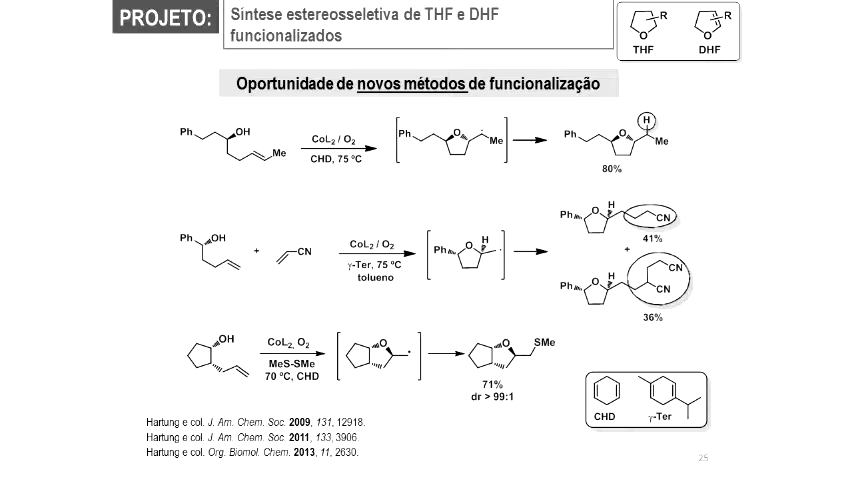 PROJETO:
Síntese estereosseletiva de THF e DHF
funcionalizados
R
O
THF
R
O
DHF
Oportunidade de novos métodos de funcionalização
Ph
OH
Me
CoL2 / O2
CHD, 75 ºC
Ph
O
Me
Ph
O
H
Me
80%
Ph
OH
+
CN
CoL2 / O2
γ-Ter, 75 ºC
tolueno
Ph
O
H
Ph
O
H
CN
41%
+
Ph
O
H
CN
CN
36%
OH
CoL2, O2
MeS-SMe
70 ºC, CHD
O
O
SMe
71%
dr > 99:1
CHD
γ-Ter
Hartung e col. J. Am. Chem. Soc. 2009, 131, 12918.
Hartung e col. J. Am. Chem. Soc. 2011, 133, 3906.
Hartung e col. Org. Biomol. Chem. 2013, 11, 2630.
25